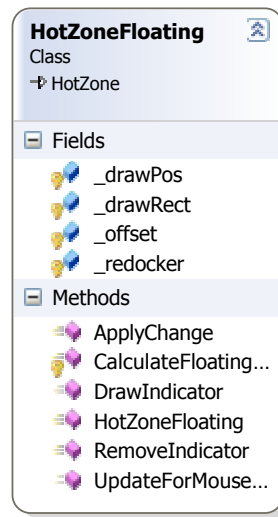 HotZoneFloating
Class
HotZone
Fields
_drawPos
_drawRect
_offset
_redocker
Methods
ApplyChange
CalculateFloating...
DrawIndicator
HotZoneFloating
RemoveIndicator
UpdateForMouse...